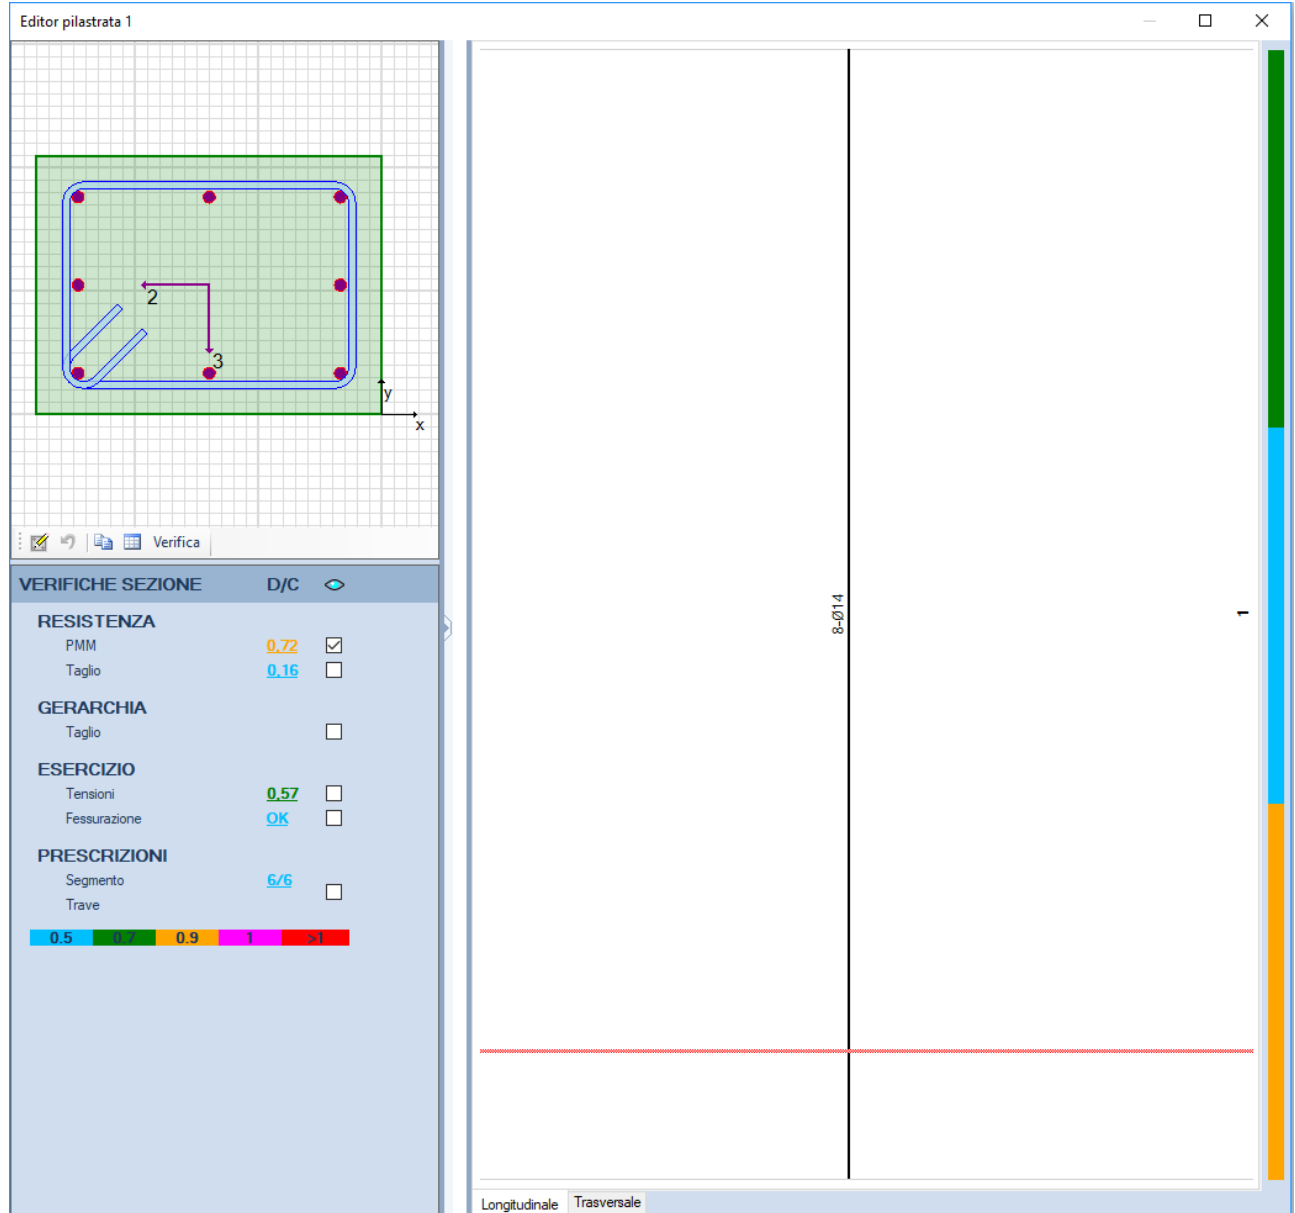 Editor pilastrata 1
2
3
y
x
Verifica
VERIFICHE SEZIONE D/C
RESISTENZA
PMM 0,72
Taglio 0,16
GERARCHIA
Taglio
ESERCIZIO
Tensioni 0,57
Fessurazione OK
PRESCRIZIONI
Segmento 6/6
Trave
0.5 0.7 0.9 1 >1
8-Ø14
1
Longitudinale Trasversale